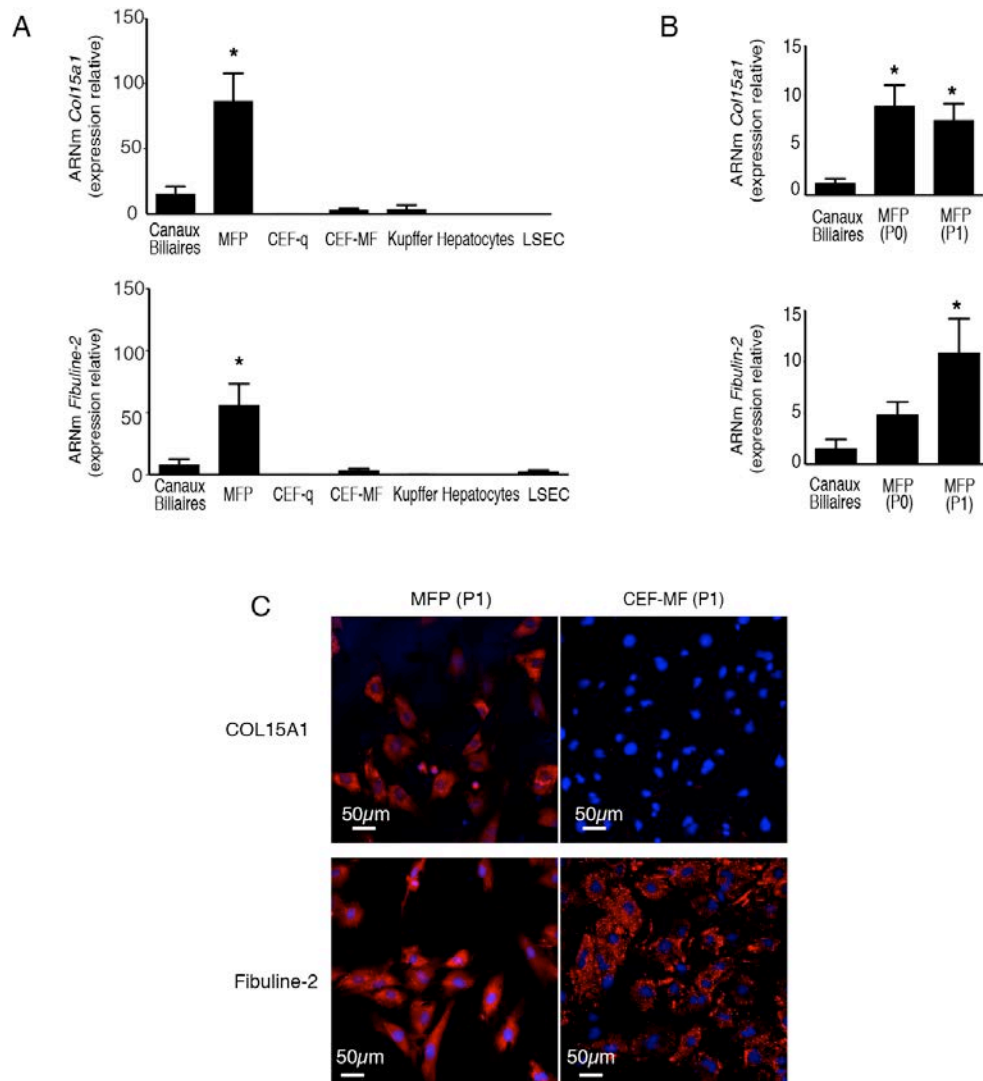 A
ARNm Col15a1
(expression relative)
150
100
50
0
*
Canaux
Biliaires
MFP
CEF-q
CEF-MF
Kupffer
Hepatocytes
LSEC
ARNm Fibuline-2
(expression relative)
150
100
50
0
*
Canaux
Biliaires
MFP
CEF-q
CEF-MF
Kupffer
Hepatocytes
LSEC
B
ARNm Col15a1
(expression relative)
15
10
5
0
*
*
Canaux
Biliaires
MFP
(P0)
MFP
(P1)
ARNm Fibulin-2
(expression relative)
15
10
5
0
*
Canaux
Biliaires
MFP
(P0)
MFP
(P1)
C
MFP (P1)
CEF-MF (P1)
COL15A1
50µm
50µm
Fibuline-2
50µm
50µm